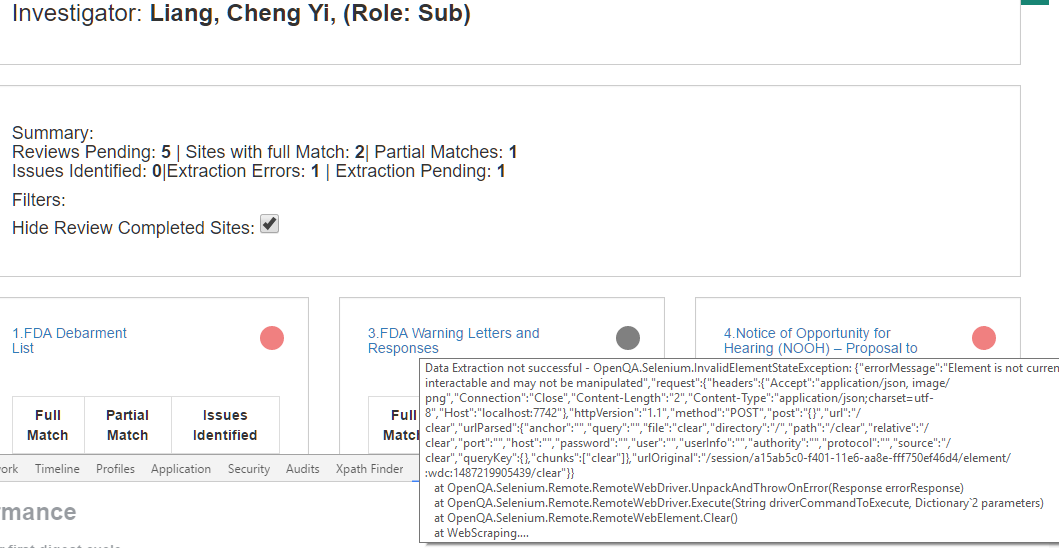 Investigator: Liang, Cheng Yi, (Role: Sub)
Summary:
Reviews Pending: 5 | Sites with full Match: 2| Partial Matches: 1
Issues Identified: 0|Extraction Errors: 1 | Extraction Pending: 1
Filters:
Hide Review Completed Sites:
1.FDA Debarment
List
Full
Match
Partial
Match
Issues
Identified
3.FDA Warning Letters and
Responses
Full
Match
4.Notice of Opportunity for
Hearing (NOOH) – Proposal to
Data Extraction not successful - OpenQA.Selenium.InvalidElementStateException: {"errorMessage":"Element is not curren
interactable and may not be manipulated","request":{"headers":{"Accept":"application/json, image/
png","Connection":"Close","Content-Length":"2","Content-Type":"application/json;charset=utf-
8","Host":"localhost:7742"},"httpVersion":"1.1","method":"POST","post":"{}","url":"/
clear","urlParsed":{"anchor":"","query":"","file":"clear","directory":"/","path":"/clear","relative":"/
clear","port":"","host":"","password":"","user":"","userInfo":"","authority":"","protocol":"","source":"/
clear","queryKey":{},"chunks":["clear"]},"urlOriginal":"/session/a15ab5c0-f401-11e6-aa8e-fff750ef46d4/element/
:wdc:1487219905439/clear"}}
at OpenQA.Selenium.Remote.RemoteWebDriver.UnpackAndThrowOnError(Response errorResponse)
at OpenQA.Selenium.Remote.RemoteWebDriver.Execute(String driverCommandToExecute, Dictionary`2 parameters)
at OpenQA.Selenium.Remote.RemoteWebElement.Clear()
at WebScraping....
ork Timeline Profiles Application Security Audits Xpath Finder
rmance